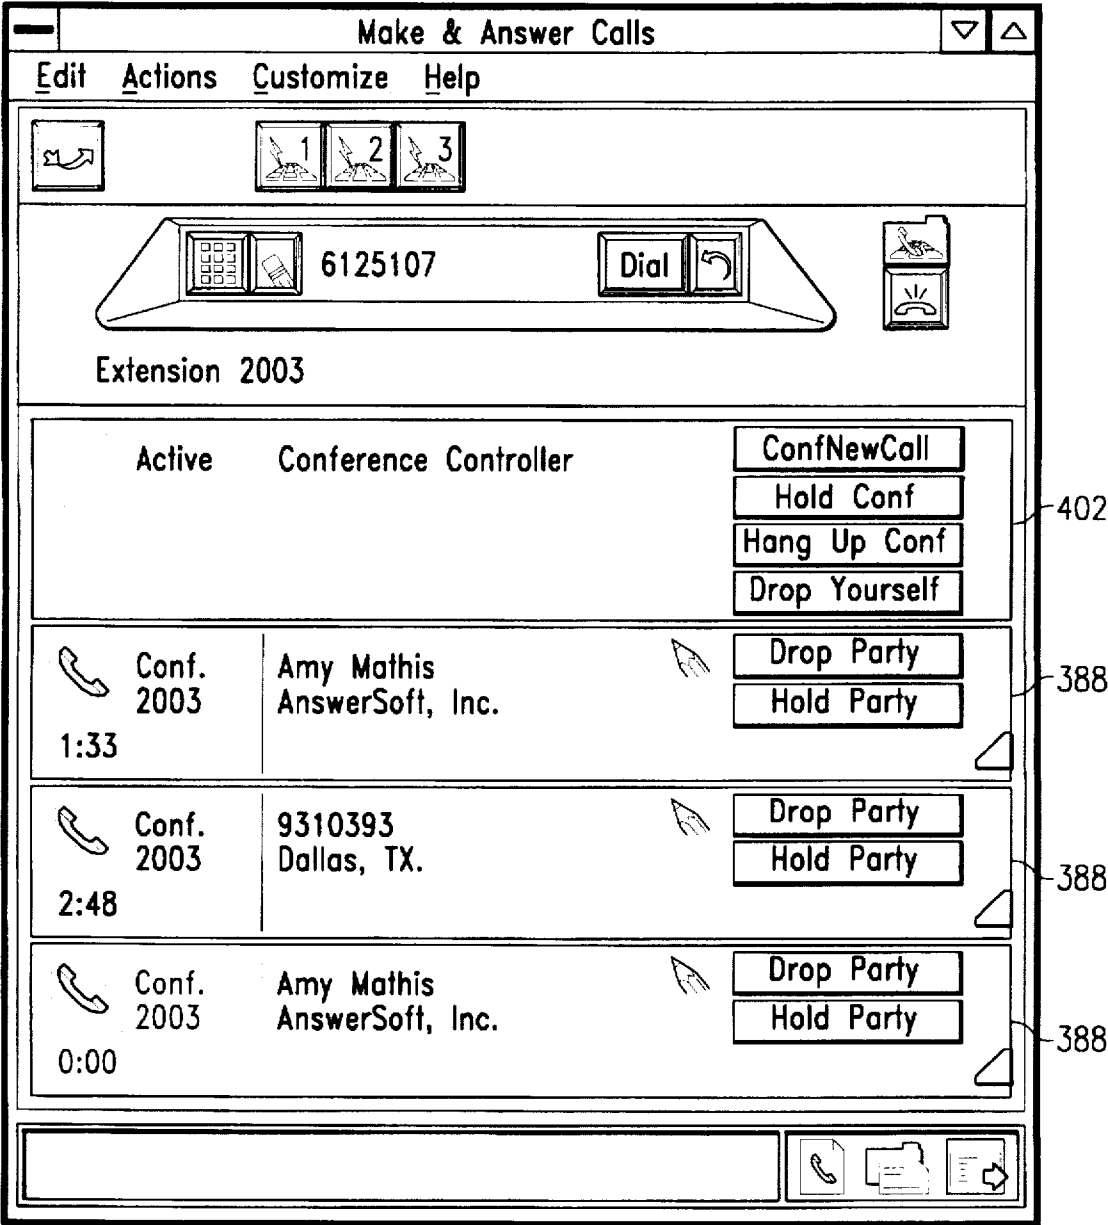 Make & Answer Calls
Edit Actions Customize Help
1 2 3
6125107 Dial
Extension 2003
Active Conference Controller
ConfNewCall
Hold Conf
402
Hang Up Conf
Drop Yourself
Conf. Amy Mathis Drop Party
2003 AnswerSoft, Inc. Hold Party
388
1:33
Conf. 9310393 Drop Party
2003 Dallas, TX. Hold Party
388
2:48
Conf. Amy Mathis Drop Party
2003 AnswerSoft, Inc. Hold Party
388
0:00